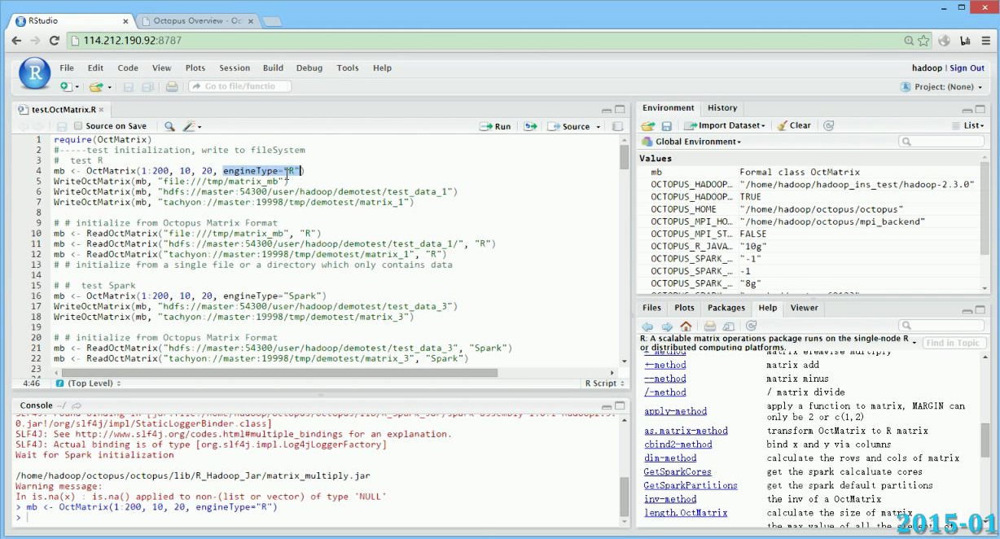 RStudio
Octopus Overview - Oc
114.212.190.92:8787
File Edit Code View Plots Session Build Debug Tools Help
hadoop | Sign Out
Go to file/functio
Project: (None)
test.OctMatrix.R
Source on Save
Run
Source
1 require(OctMatrix)
2 #-----test initialization, write to fileSystem
3 #  test R
4 mb <- OctMatrix(1:200, 10, 20, engineType="R")
5 WriteOctMatrix(mb, "file:///tmp/matrix_mb")
6 WriteOctMatrix(mb, "hdfs://master:54300/user/hadoop/demotest/test_data_1")
7 WriteOctMatrix(mb, "tachyon://master:19998/tmp/demotest/matrix_1")
8
9 # # initialize from Octopus Matrix Format
10 mb <- ReadOctMatrix("file:///tmp/matrix_mb", "R")
11 mb <- ReadOctMatrix("hdfs://master:54300/user/hadoop/demotest/test_data_1/", "R")
12 mb <- ReadOctMatrix("tachyon://master:19998/tmp/demotest/matrix_1", "R")
13 # # initialize from a single file or a directory which only contains data
14
15 # #  test Spark
16 mb <- OctMatrix(1:200, 10, 20, engineType="Spark")
17 WriteOctMatrix(mb, "hdfs://master:54300/user/hadoop/demotest/test_data_3")
18 WriteOctMatrix(mb, "tachyon://master:19998/tmp/demotest/matrix_3")
19
20 # # initialize from Octopus Matrix Format
21 mb <- ReadOctMatrix("hdfs://master:54300/user/hadoop/demotest/test_data_3", "Spark")
22 mb <- ReadOctMatrix("tachyon://master:19998/tmp/demotest/matrix_3", "Spark")
23
24
4:46 (Top Level) R Script
Console ~/
0.jar!/org/slf4j/impl/StaticLoggerBinder.class]
SLF4J: See http://www.slf4j.org/codes.html#multiple_bindings for an explanation.
SLF4J: Actual binding is of type [org.slf4j.impl.Log4jLoggerFactory]
Wait for Spark initialization
/home/hadoop/octopus/octopus/lib/R_Hadoop_Jar/matrix_multiply.jar
Warning message:
In is.na(x) : is.na() applied to non-(list or vector) of type 'NULL'
> mb <- OctMatrix(1:200, 10, 20, engineType="R")
>
Environment History
Import Dataset Clear List
Global Environment
Values
mb Formal class OctMatrix
OCTOPUS_HADOOP… "/home/hadoop/hadoop_ins_test/hadoop-2.3.0"
OCTOPUS_HADOOP… TRUE
OCTOPUS_HOME "/home/hadoop/octopus/octopus"
OCTOPUS_MPI_HO… "/home/hadoop/octopus/mpi_backend"
OCTOPUS_MPI_ST… FALSE
OCTOPUS_R_JAVA… "10g"
OCTOPUS_SPARK_… "-1"
OCTOPUS_SPARK_… -1
OCTOPUS_SPARK_… "8g"
Files Plots Packages Help Viewer
R: A scalable matrix operations package runs on the single-node R
or distributed computing platforms.
Find in Topic
*-method matrix elemwise multiply
+-method matrix add
--method matrix minus
/-method / matrix divide
apply-method apply a function to matrix, MARGIN can
only be 2 or c(1,2)
as.matrix-method transform OctMatrix to R matrix
cbind2-method bind x and y via columns
dim-method calculate the rows and cols of matrix
GetSparkCores get the spark calcaluate cores
GetSparkPartitions get the spark default partitions
inv-method the inv of a OctMatrix
length.OctMatrix calculate the size of matrix
2015-01